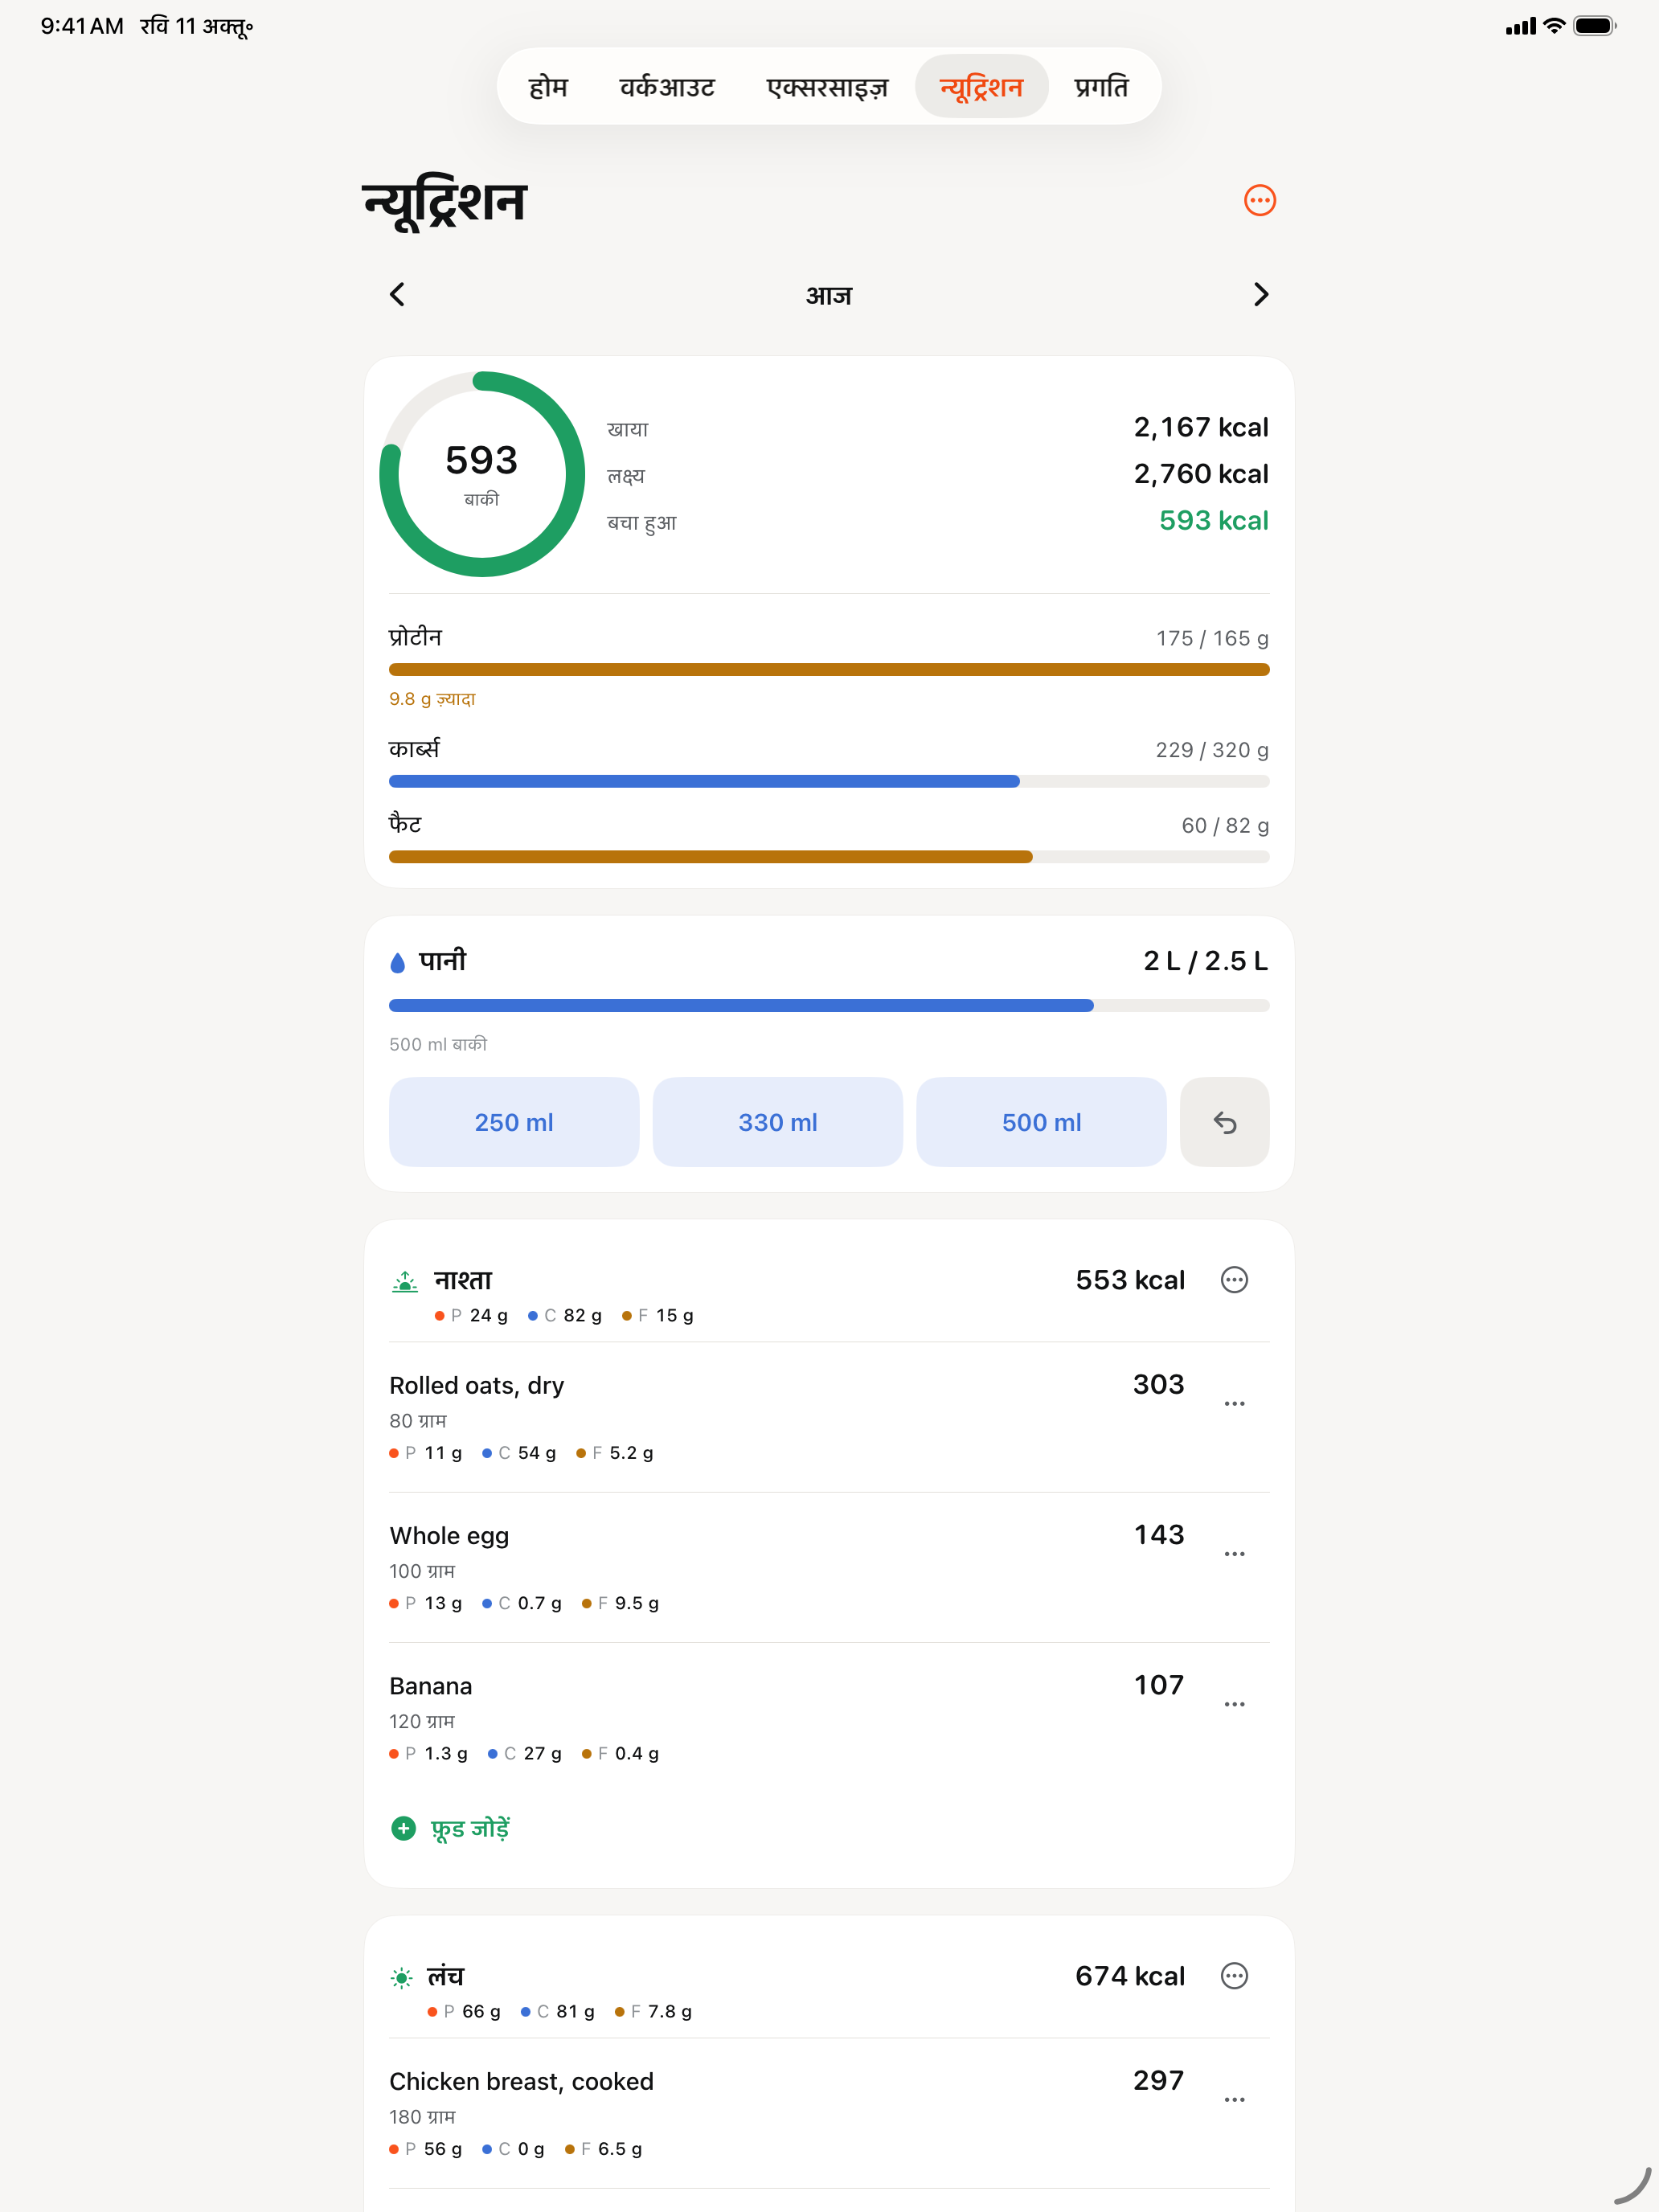 9:41 AM रवि 11 अक्तू॰
होम वर्कआउट एक्सरसाइज़ न्यूट्रिशन प्रगति
न्यूट्रिशन
आज
593
बाकी
खाया 2,167 kcal
लक्ष्य 2,760 kcal
बचा हुआ 593 kcal
प्रोटीन 175 / 165 g
9.8 g ज़्यादा
कार्ब्स 229 / 320 g
फैट 60 / 82 g
पानी 2 L / 2.5 L
500 ml बाकी
250 ml 330 ml 500 ml
नाश्ता 553 kcal
P 24 g C 82 g F 15 g
Rolled oats, dry 303
80 ग्राम
P 11 g C 54 g F 5.2 g
Whole egg 143
100 ग्राम
P 13 g C 0.7 g F 9.5 g
Banana 107
120 ग्राम
P 1.3 g C 27 g F 0.4 g
फ़ूड जोड़ें
लंच 674 kcal
P 66 g C 81 g F 7.8 g
Chicken breast, cooked 297
180 ग्राम
P 56 g C 0 g F 6.5 g